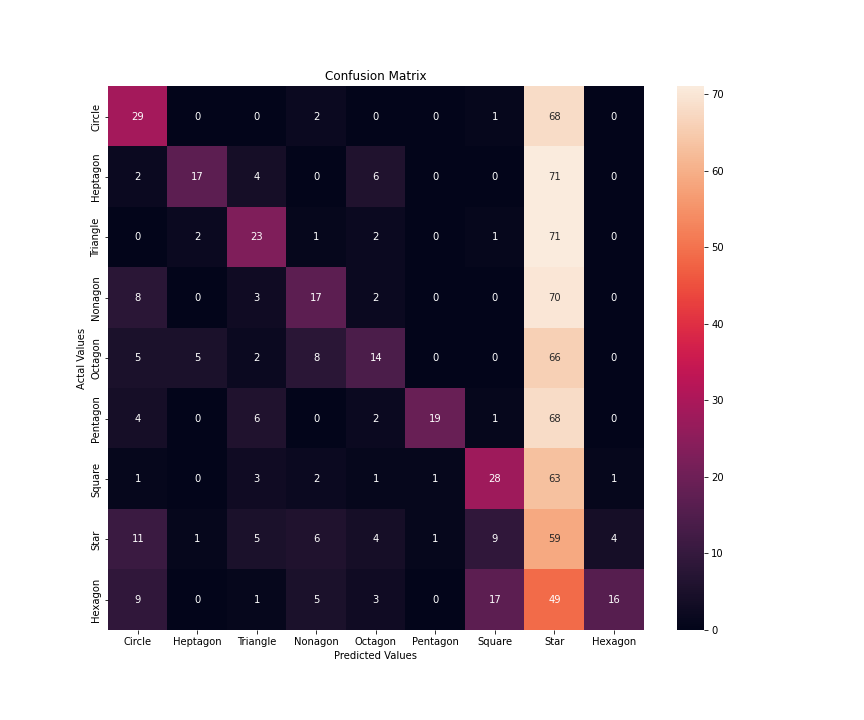 Confusion Matrix
Actal Values
Circle 29 0 0 2 0 0 1 68 0
Heptagon 2 17 4 0 6 0 0 71 0
Triangle 0 2 23 1 2 0 1 71 0
Nonagon 8 0 3 17 2 0 0 70 0
Octagon 5 5 2 8 14 0 0 66 0
Pentagon 4 0 6 0 2 19 1 68 0
Square 1 0 3 2 1 1 28 63 1
Star 11 1 5 6 4 1 9 59 4
Hexagon 9 0 1 5 3 0 17 49 16
Circle Heptagon Triangle Nonagon Octagon Pentagon Square Star Hexagon
Predicted Values
70
60
50
40
30
20
10
0